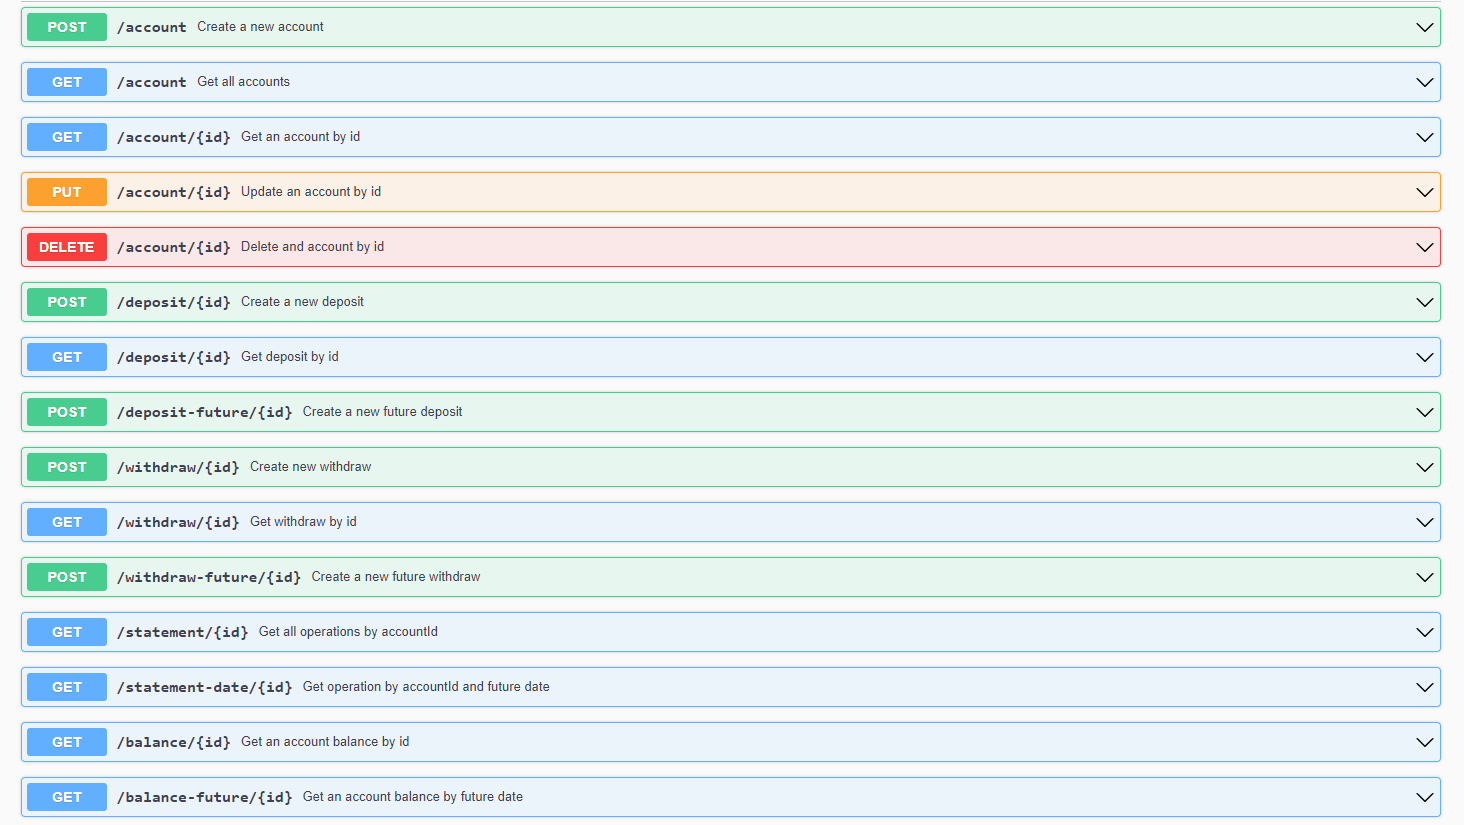 POST /account Create a new account
GET /account Get all accounts
GET /account/{id} Get an account by id
PUT /account/{id} Update an account by id
DELETE /account/{id} Delete and account by id
POST /deposit/{id} Create a new deposit
GET /deposit/{id} Get deposit by id
POST /deposit-future/{id} Create a new future deposit
POST /withdraw/{id} Create new withdraw
GET /withdraw/{id} Get withdraw by id
POST /withdraw-future/{id} Create a new future withdraw
GET /statement/{id} Get all operations by accountId
GET /statement-date/{id} Get operation by accountId and future date
GET /balance/{id} Get an account balance by id
GET /balance-future/{id} Get an account balance by future date